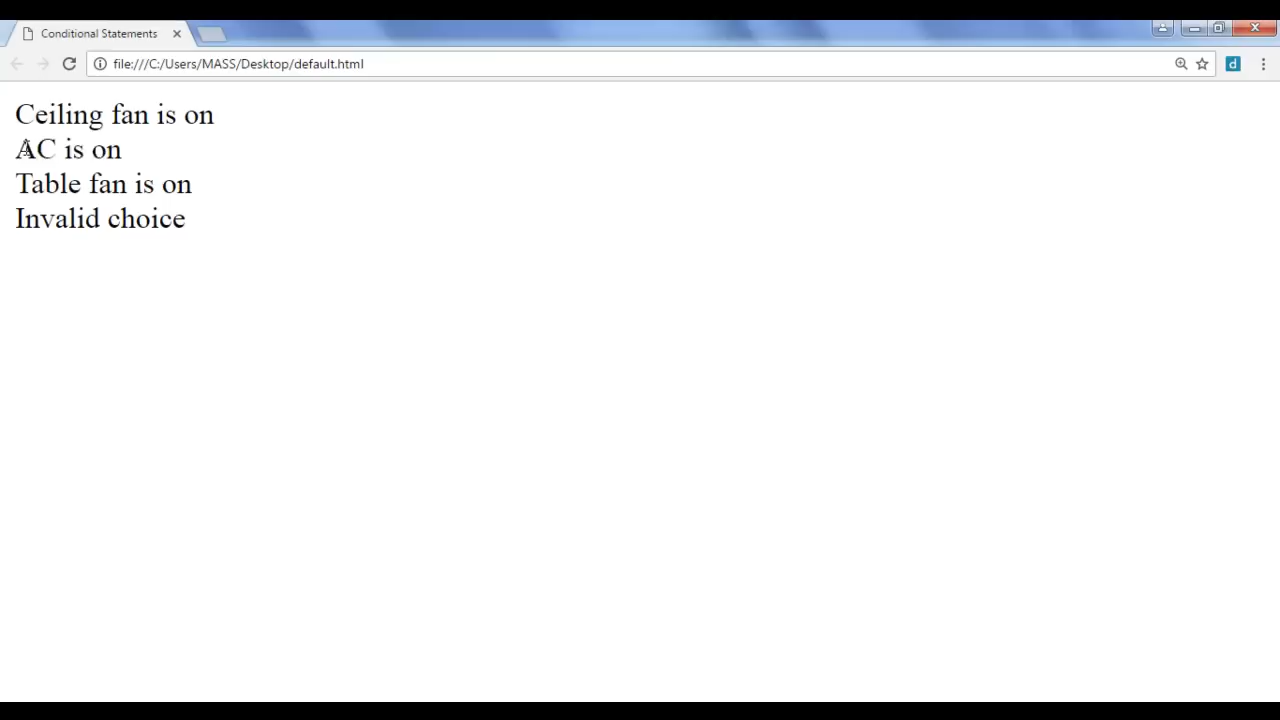 Conditional Statements
file:///C:/Users/MASS/Desktop/default.html
d
Ceiling fan is on
AC is on
Table fan is on
Invalid choice